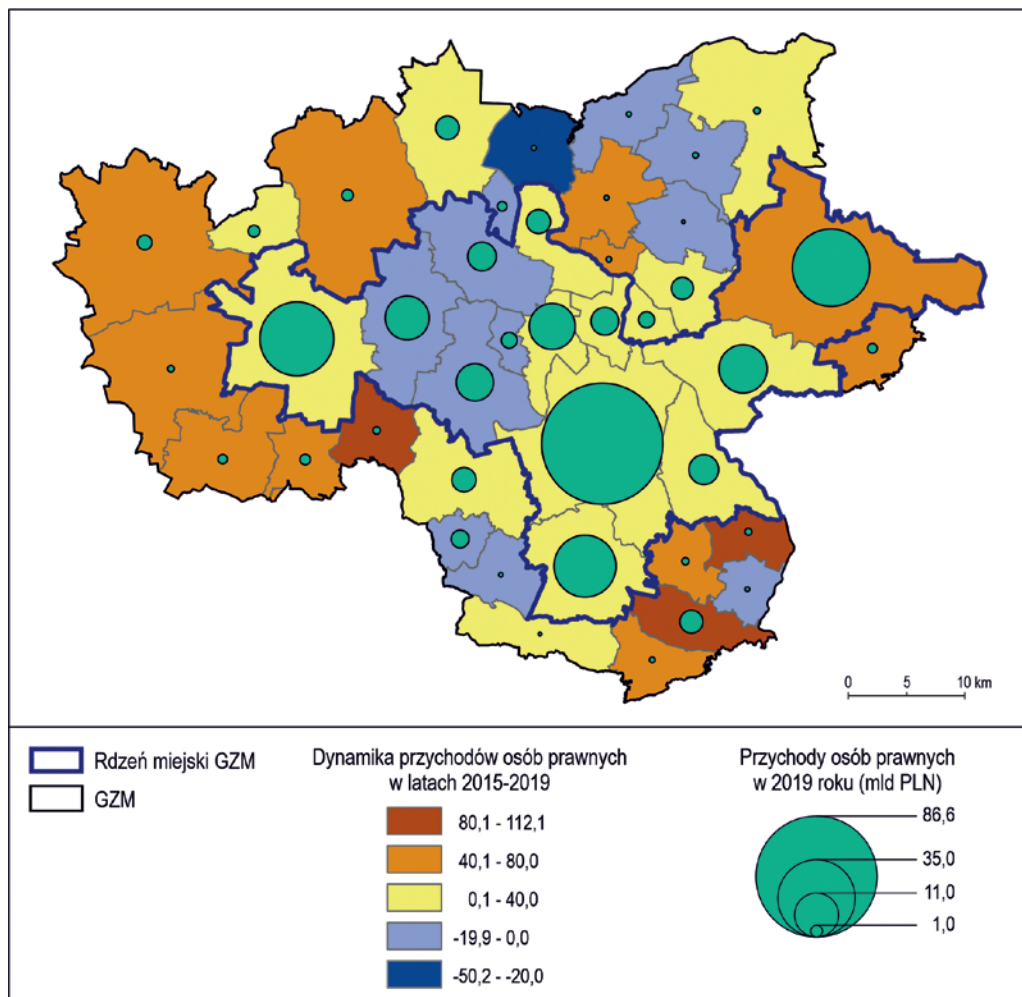 0 5 10 km
Rdzeń miejski GZM
GZM
Dynamika przychodów osób prawnych
w latach 2015-2019
80,1 - 112,1
40,1 - 80,0
0,1 - 40,0
-19,9 - 0,0
-50,2 - -20,0
Przychody osób prawnych
w 2019 roku (mld PLN)
86,6
35,0
11,0
1,0